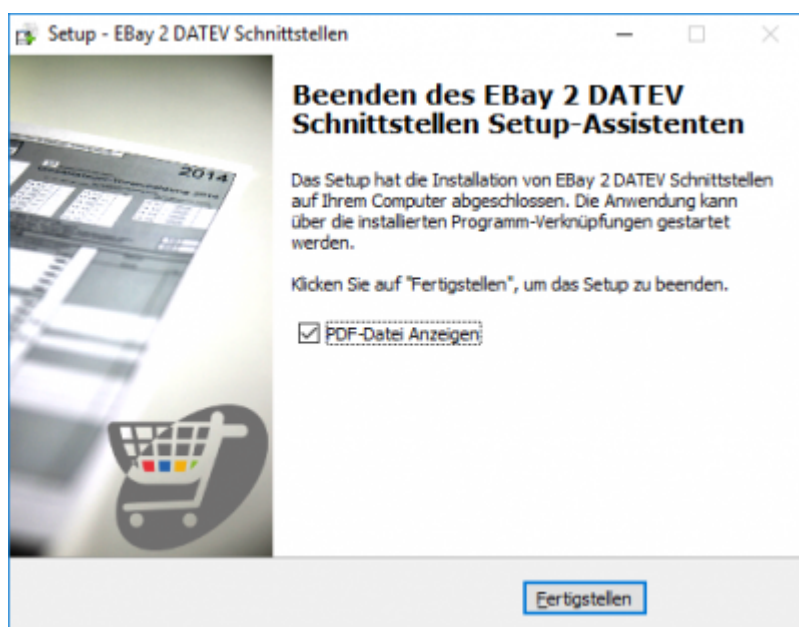 Setup - EBay 2 DATEV Schnittstellen
Beenden des EBay 2 DATEV
Schnittstellen Setup-Assistenten
2014
Das Setup hat die Installation von EBay 2 DATEV Schnittstellen
auf Ihrem Computer abgeschlossen. Die Anwendung kann
über die installierten Programm-Verknüpfungen gestartet
werden.
Klicken Sie auf "Fertigstellen", um das Setup zu beenden.
PDF-Datei Anzeigen
Fertigstellen